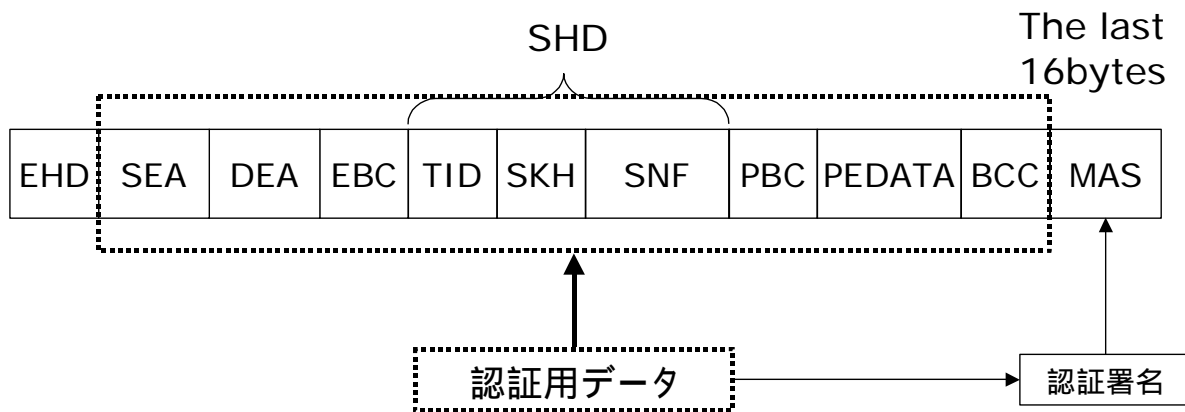 SHD
The last
16bytes
EHD SEA DEA EBC TID SKH SNF PBC PEDATA BCC MAS
認証用データ
認証署名